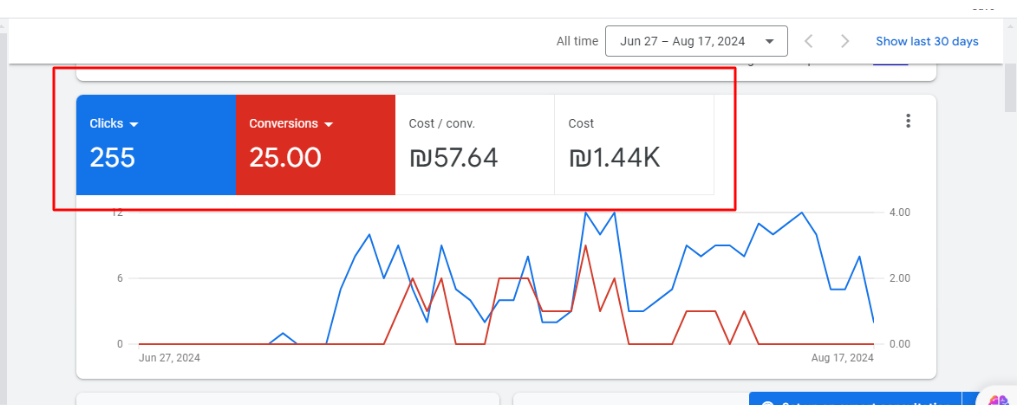 All time Jun 27 – Aug 17, 2024 Show last 30 days
Clicks Conversions Cost / conv. Cost
255 25.00 ₪57.64 ₪1.44K
12 4.00
6 2.00
0 0.00
Jun 27, 2024 Aug 17, 2024